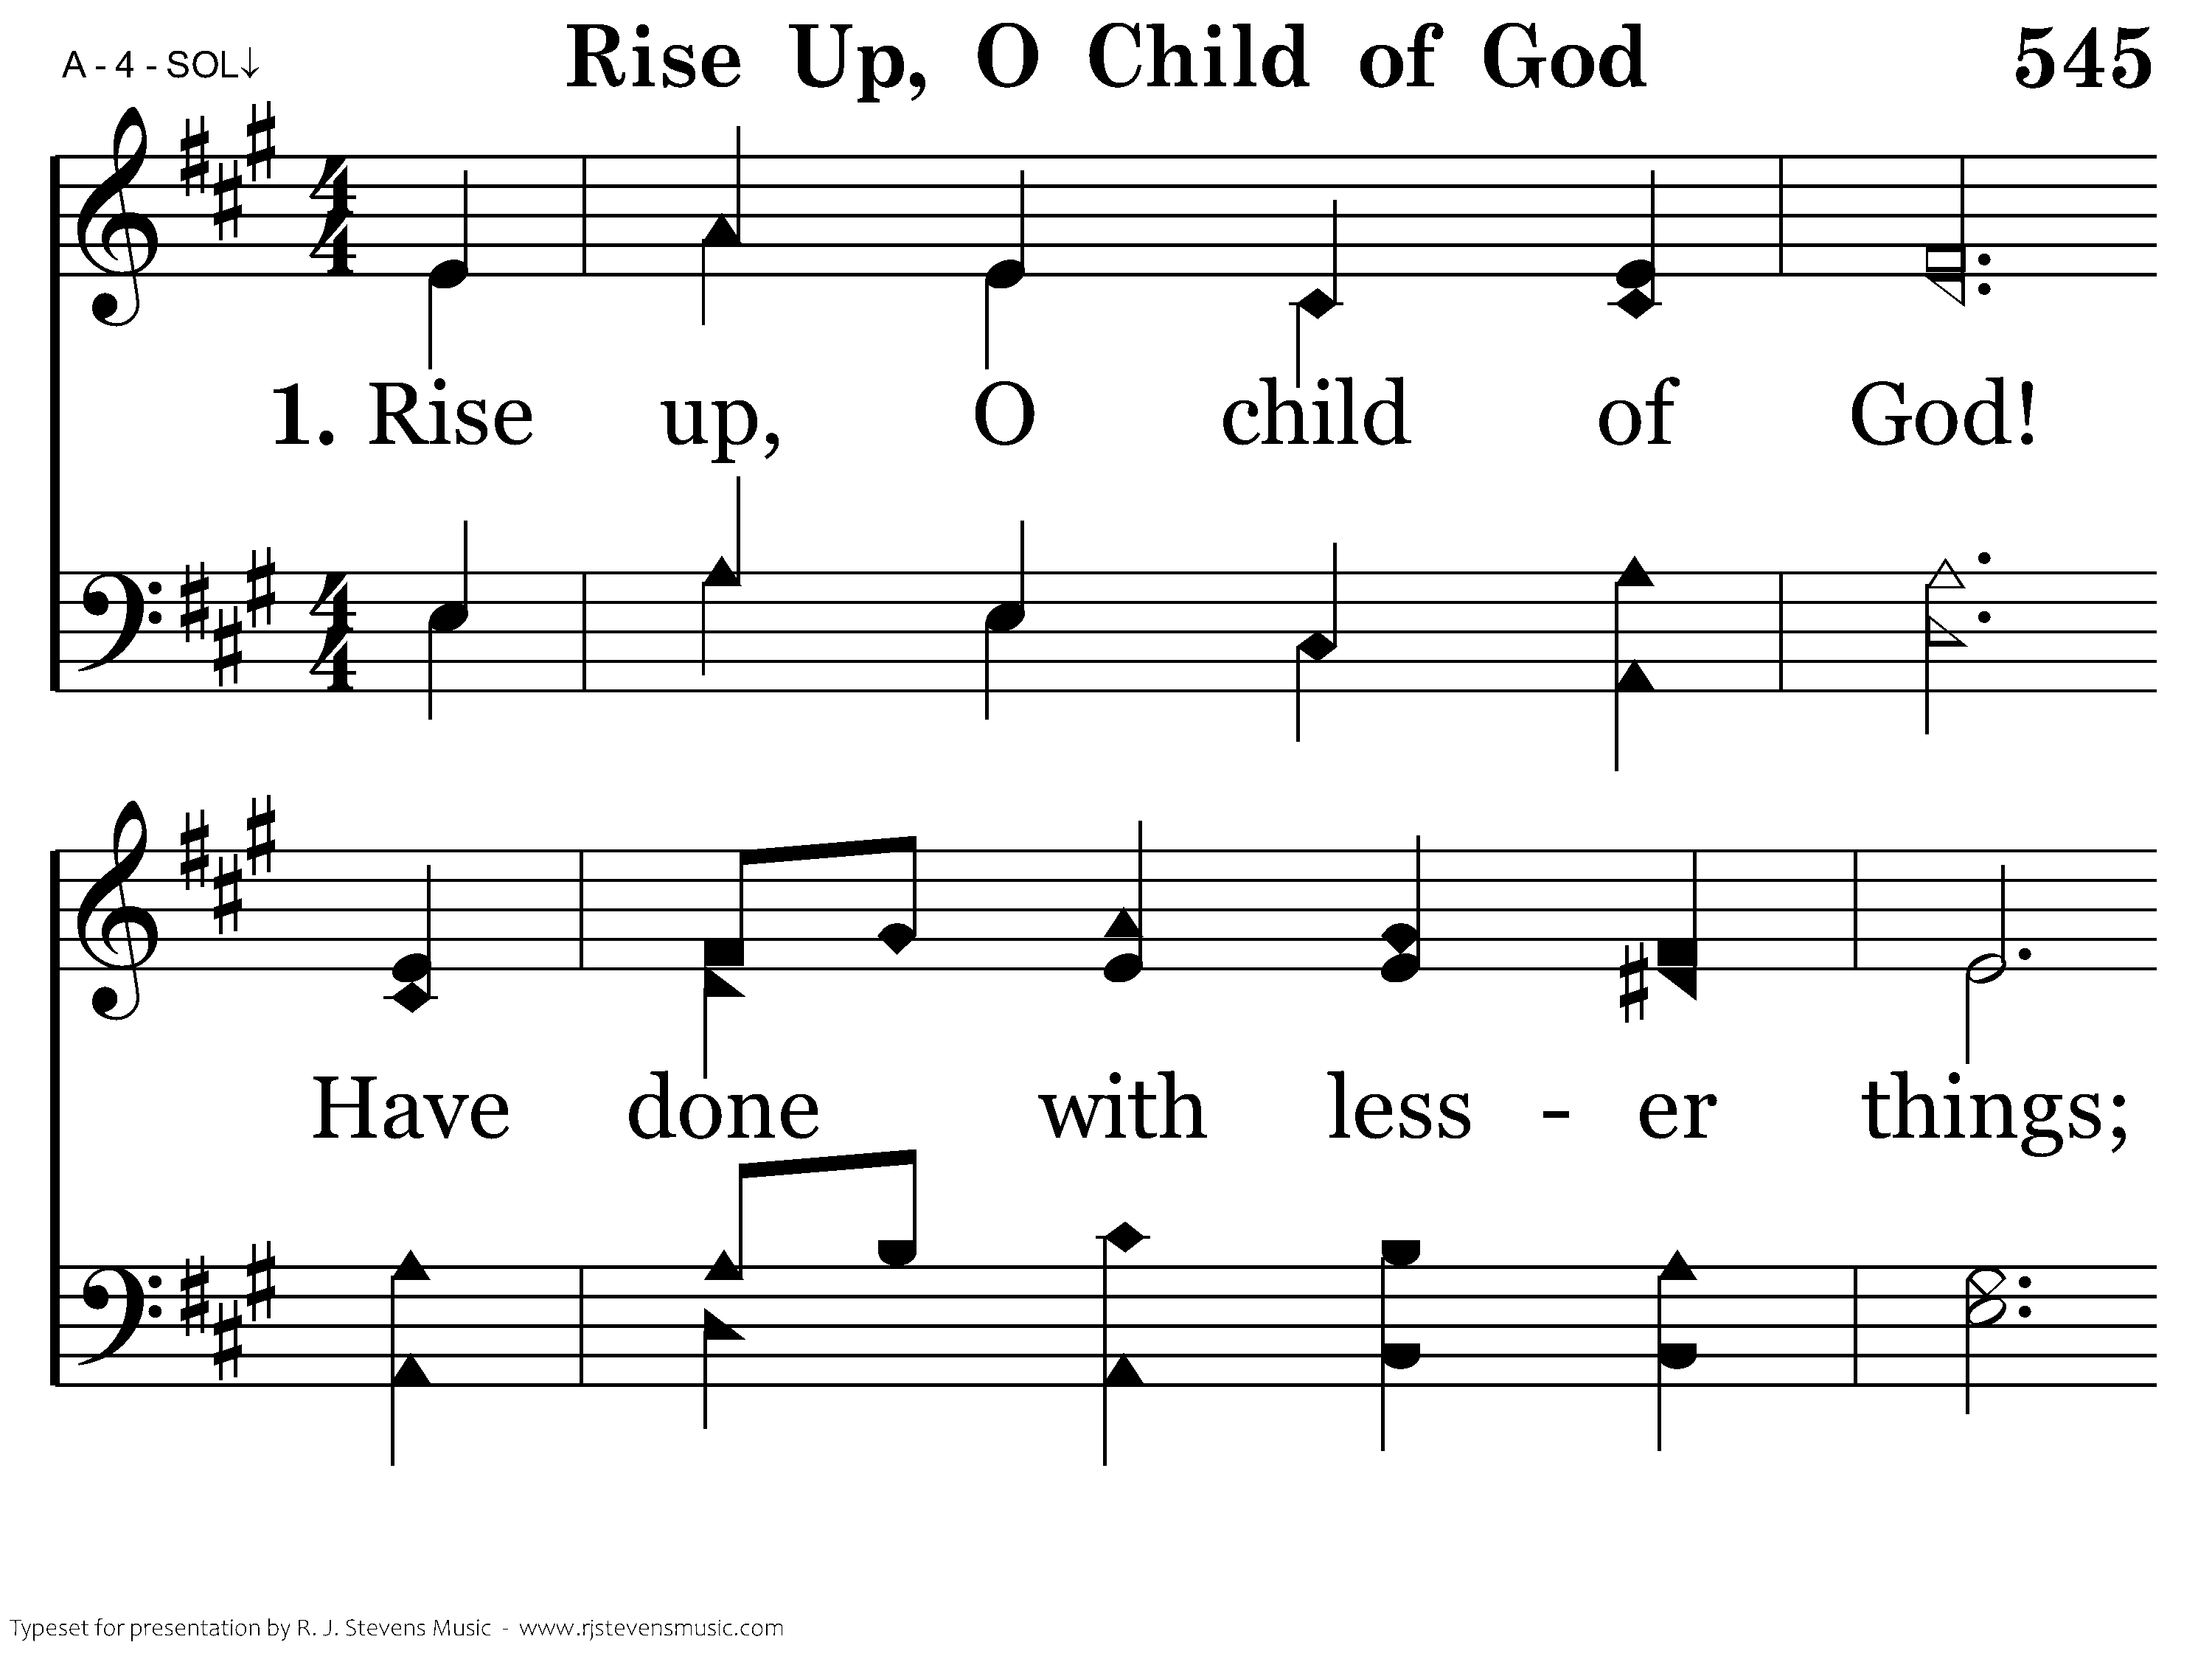 A - 4 - SOL↓ Rise Up, O Child of God 545
1. Rise up, O child of God!
Have done with less - er things;
Typeset for presentation by R. J. Stevens Music - www.rjstevensmusic.com